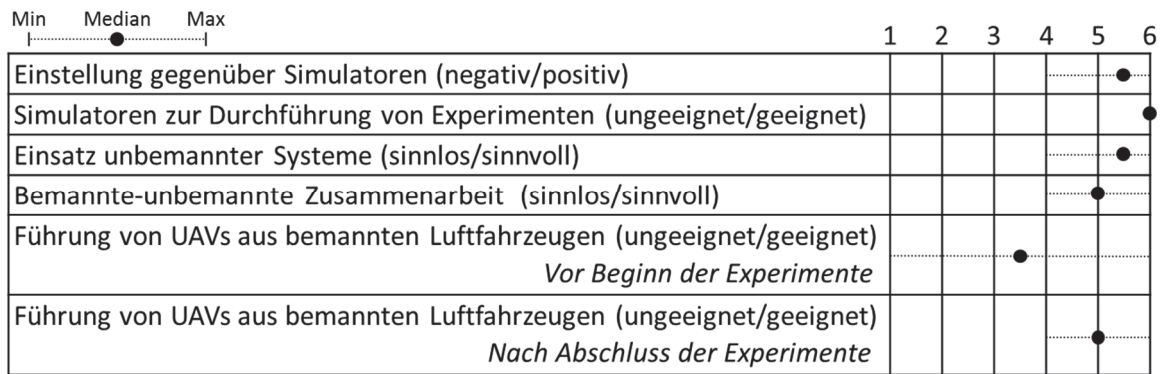 Min Median Max
1 2 3 4 5 6
Einstellung gegenüber Simulatoren (negativ/positiv)
Simulatoren zur Durchführung von Experimenten (ungeeignet/geeignet)
Einsatz unbemannter Systeme (sinnlos/sinnvoll)
Bemannte-unbemannte Zusammenarbeit (sinnlos/sinnvoll)
Führung von UAVs aus bemannten Luftfahrzeugen (ungeeignet/geeignet)
Vor Beginn der Experimente
Führung von UAVs aus bemannten Luftfahrzeugen (ungeeignet/geeignet)
Nach Abschluss der Experimente